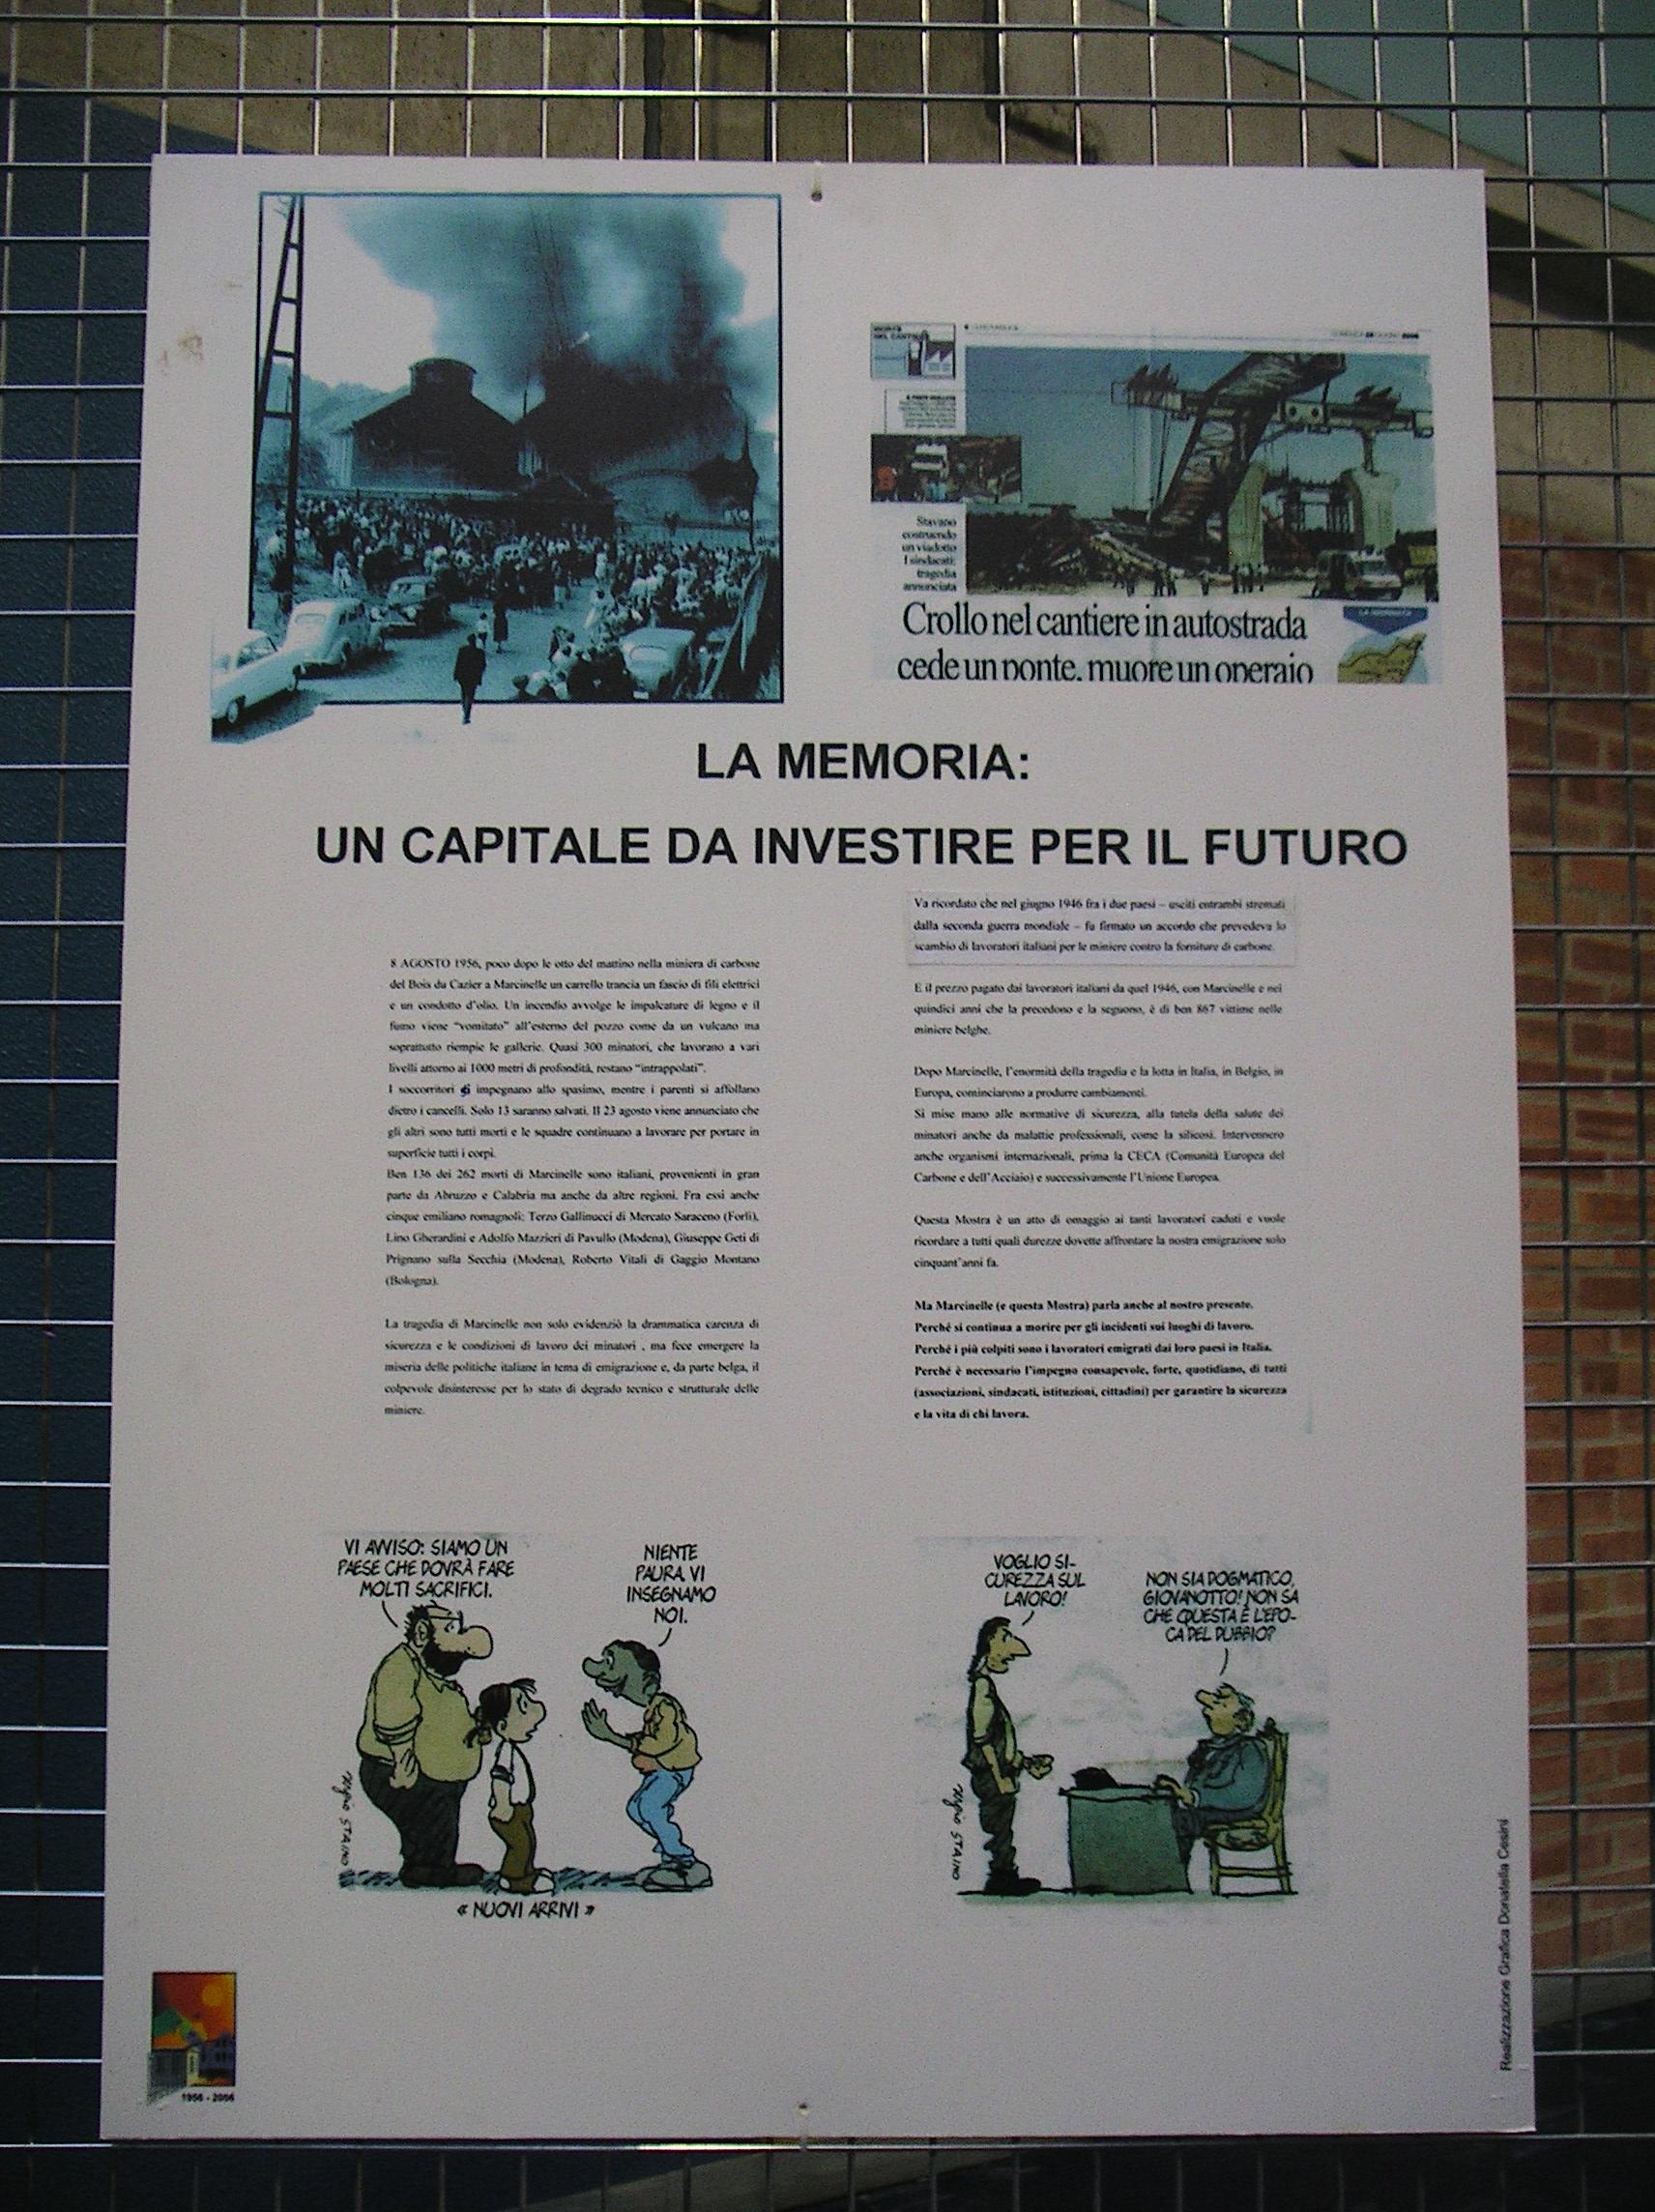 Stavano
costruendo
un viadotto
I sindacati:
tragedia
annunciata
Crollo nel cantiere in autostrada
cede un ponte, muore un operaio
LA MEMORIA:
UN CAPITALE DA INVESTIRE PER IL FUTURO
8 AGOSTO 1956, poco dopo le otto del mattino nella miniera di carbone
del Bois du Cazier a Marcinelle un carrello trancia un fascio di fili elettrici
e un condotto d'olio. Un incendio avvolge le impalcature di legno e il
fumo viene "vomitato" all'esterno del pozzo come da un vulcano ma
soprattutto riempie le gallerie. Quasi 300 minatori, che lavorano a vari
livelli attorno ai 1000 metri di profondità, restano "intrappolati".
I soccorritori si impegnano allo spasimo, mentre i parenti si affollano
dietro i cancelli. Solo 13 saranno salvati. Il 23 agosto viene annunciato che
gli altri sono tutti morti e le squadre continuano a lavorare per portare in
superficie tutti i corpi.
Ben 136 dei 262 morti di Marcinelle sono italiani, provenienti in gran
parte da Abruzzo e Calabria ma anche da altre regioni. Fra essi anche
cinque emiliano romagnoli: Terzo Gallinucci di Mercato Saraceno (Forlì),
Lino Gherardini e Adolfo Mazzieri di Pavullo (Modena), Giuseppe Geti di
Prignano sulla Secchia (Modena), Roberto Vitali di Gaggio Montano
(Bologna).
La tragedia di Marcinelle non solo evidenziò la drammatica carenza di
sicurezza e le condizioni di lavoro dei minatori , ma fece emergere la
miseria delle politiche italiane in tema di emigrazione e, da parte belga, il
colpevole disinteresse per lo stato di degrado tecnico e strutturale delle
miniere.
Va ricordato che nel giugno 1946 fra i due paesi – usciti entrambi stremati
dalla seconda guerra mondiale – fu firmato un accordo che prevedeva lo
scambio di lavoratori italiani per le miniere contro la forniture di carbone.
E il prezzo pagato dai lavoratori italiani da quel 1946, con Marcinelle e nei
quindici anni che la precedono e la seguono, è di ben 867 vittime nelle
miniere belghe.
Dopo Marcinelle, l'enormità della tragedia e la lotta in Italia, in Belgio, in
Europa, cominciarono a produrre cambiamenti.
Si mise mano alle normative di sicurezza, alla tutela della salute dei
minatori anche da malattie professionali, come la silicosi. Intervennero
anche organismi internazionali, prima la CECA (Comunità Europea del
Carbone e dell'Acciaio) e successivamente l'Unione Europea.
Questa Mostra è un atto di omaggio ai tanti lavoratori caduti e vuole
ricordare a tutti quali durezze dovette affrontare la nostra emigrazione solo
cinquant'anni fa.
Ma Marcinelle (e questa Mostra) parla anche al nostro presente.
Perché si continua a morire per gli incidenti sui luoghi di lavoro.
Perché i più colpiti sono i lavoratori emigrati dai loro paesi in Italia.
Perché è necessario l'impegno consapevole, forte, quotidiano, di tutti
(associazioni, sindacati, istituzioni, cittadini) per garantire la sicurezza
e la vita di chi lavora.
VI AVVISO: SIAMO UN
PAESE CHE DOVRÀ FARE
MOLTI SACRIFICI.
NIENTE
PAURA. VI
INSEGNAMO
NOI.
SERGIO STAINO
« NUOVI ARRIVI »
VOGLIO SI-
CUREZZA SUL
LAVORO!
NON SIA DOGMATICO,
GIOVANOTTO! NON SA
CHE QUESTA È L'EPO-
CA DEL DUBBIO?
SERGIO STAINO
1956 - 2006
Realizzazione Grafica Donatella Cesini